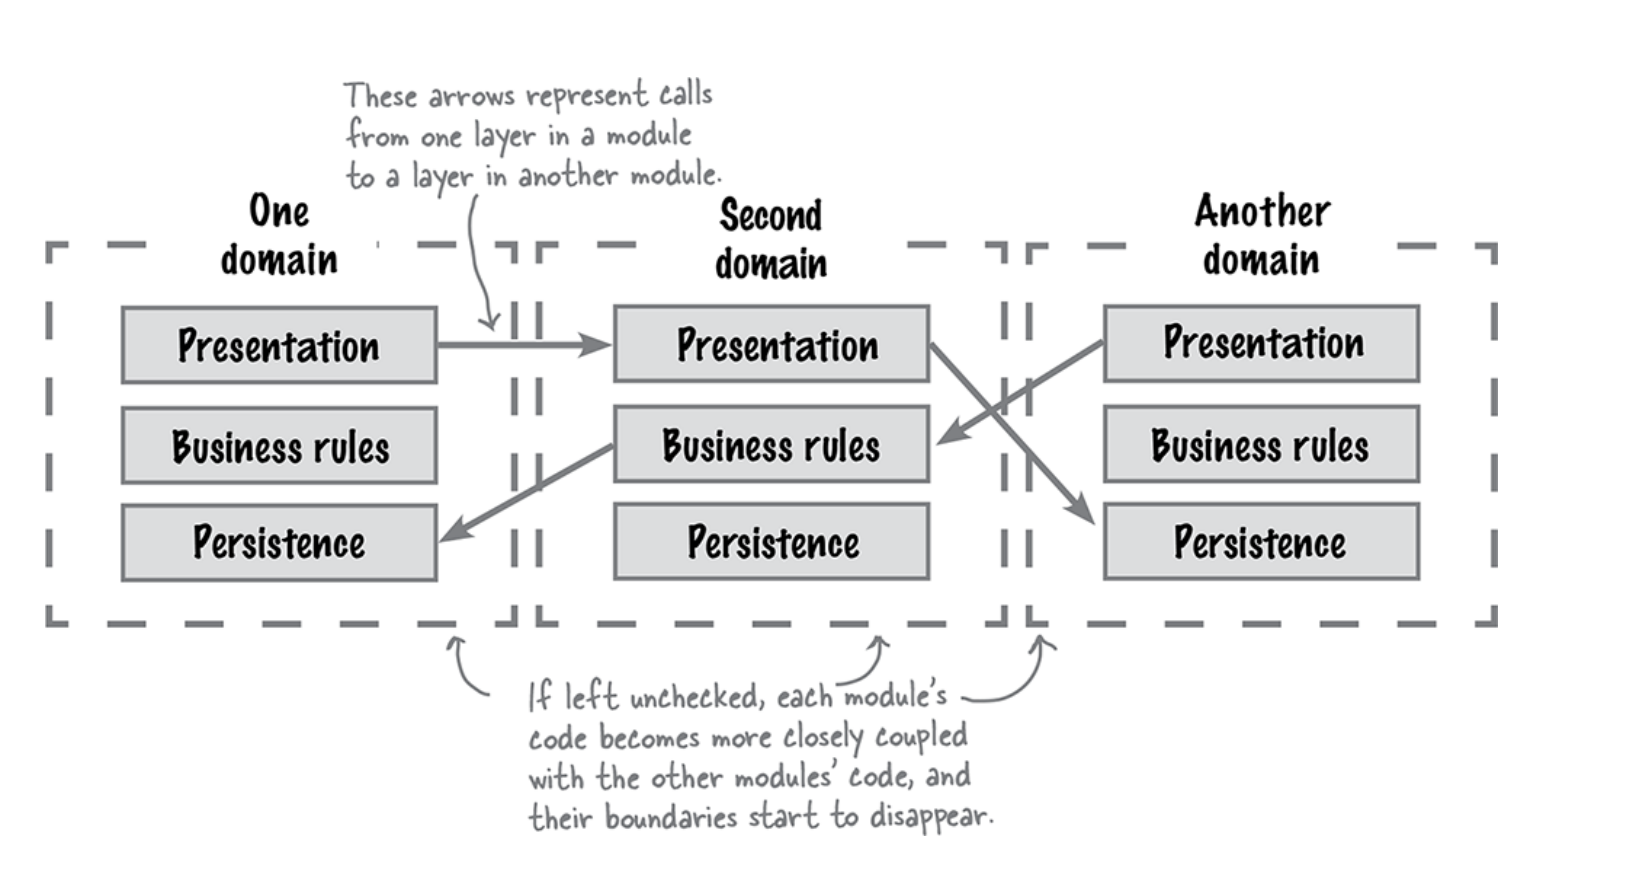 These arrows represent calls
from one layer in a module
to a layer in another module.
One
domain
Second
domain
Another
domain
Presentation
Business rules
Persistence
Presentation
Business rules
Persistence
Presentation
Business rules
Persistence
If left unchecked, each module's
code becomes more closely coupled
with the other modules' code, and
their boundaries start to disappear.